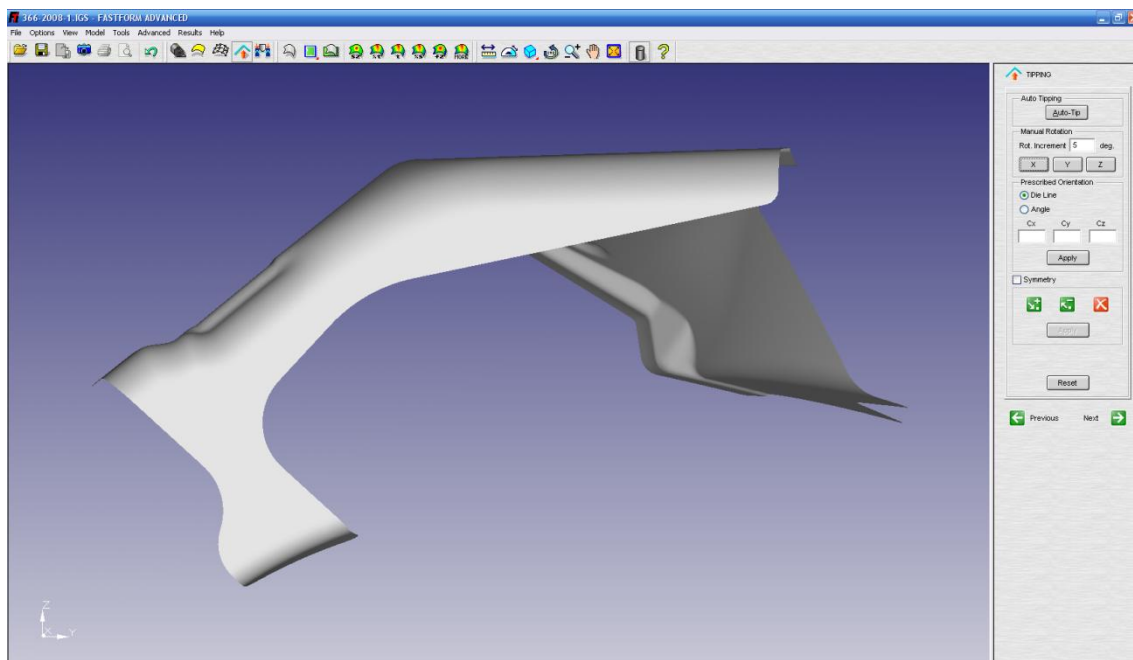 366-2008-1.IGS - FASTFORM ADVANCED
File Options View Model Tools Advanced Results Help
TIPPING
Auto Tipping
Auto-Tip
Manual Rotation
Rot. Increment 5 deg.
X Y Z
Prescribed Orientation
Die Line
Angle
Cx Cy Cz
Apply
Symmetry
Apply
Reset
Previous Next
Z
X Y